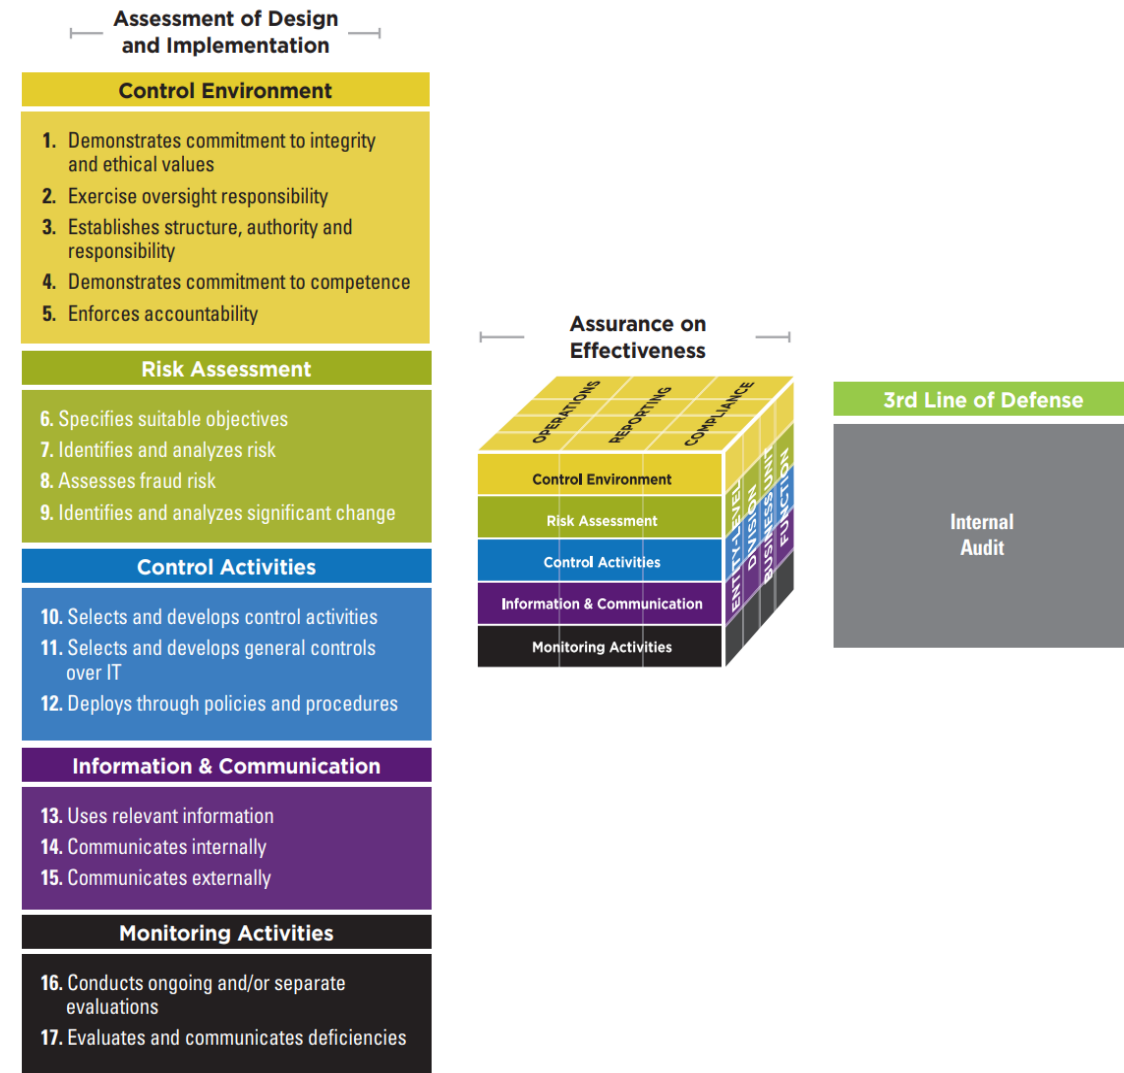 Assessment of Design
and Implementation
Control Environment
1. Demonstrates commitment to integrity
and ethical values
2. Exercise oversight responsibility
3. Establishes structure, authority and
responsibility
4. Demonstrates commitment to competence
5. Enforces accountability
Risk Assessment
6. Specifies suitable objectives
7. Identifies and analyzes risk
8. Assesses fraud risk
9. Identifies and analyzes significant change
Control Activities
10. Selects and develops control activities
11. Selects and develops general controls
over IT
12. Deploys through policies and procedures
Information & Communication
13. Uses relevant information
14. Communicates internally
15. Communicates externally
Monitoring Activities
16. Conducts ongoing and/or separate
evaluations
17. Evaluates and communicates deficiencies
Assurance on
Effectiveness
OPERATIONS
REPORTING
COMPLIANCE
Control Environment
Risk Assessment
Control Activities
Information & Communication
Monitoring Activities
ENTITY-LEVEL
DIVISION
BUSINESS UNIT
FUNCTION
3rd Line of Defense
Internal
Audit